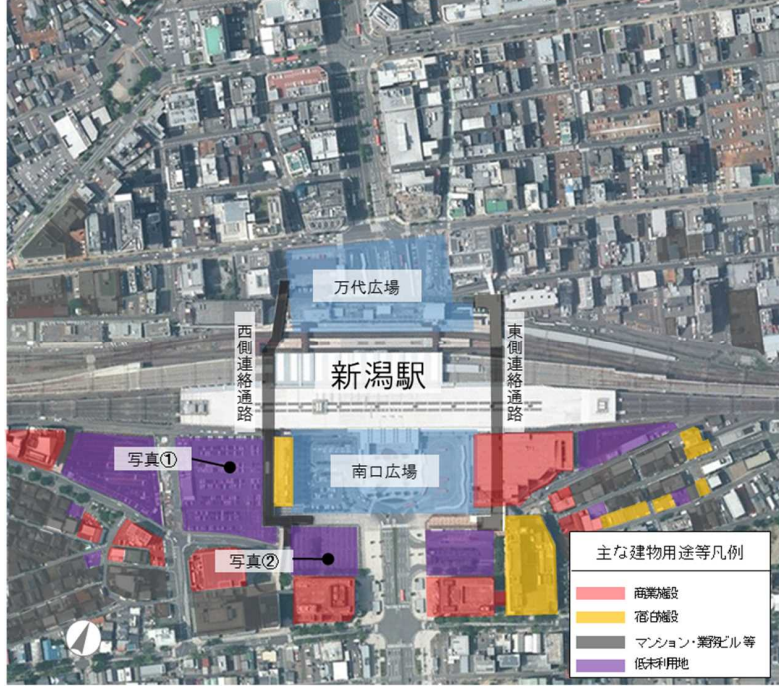 万代広場
西側連絡通路
東側連絡通路
新潟駅
写真①
南口広場
写真②
主な建物用途等凡例
商業施設
宿泊施設
マンション・業務ビル等
低未利用地